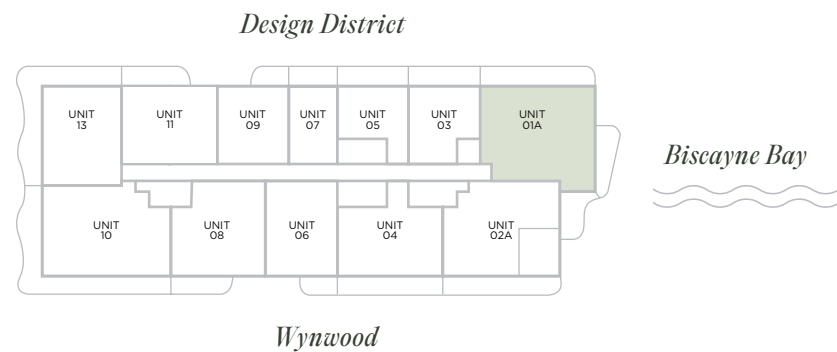 Design District
UNIT
13
UNIT
11
UNIT
09
UNIT
07
UNIT
05
UNIT
03
UNIT
01A
Biscayne Bay
UNIT
10
UNIT
08
UNIT
06
UNIT
04
UNIT
02A
Wynwood